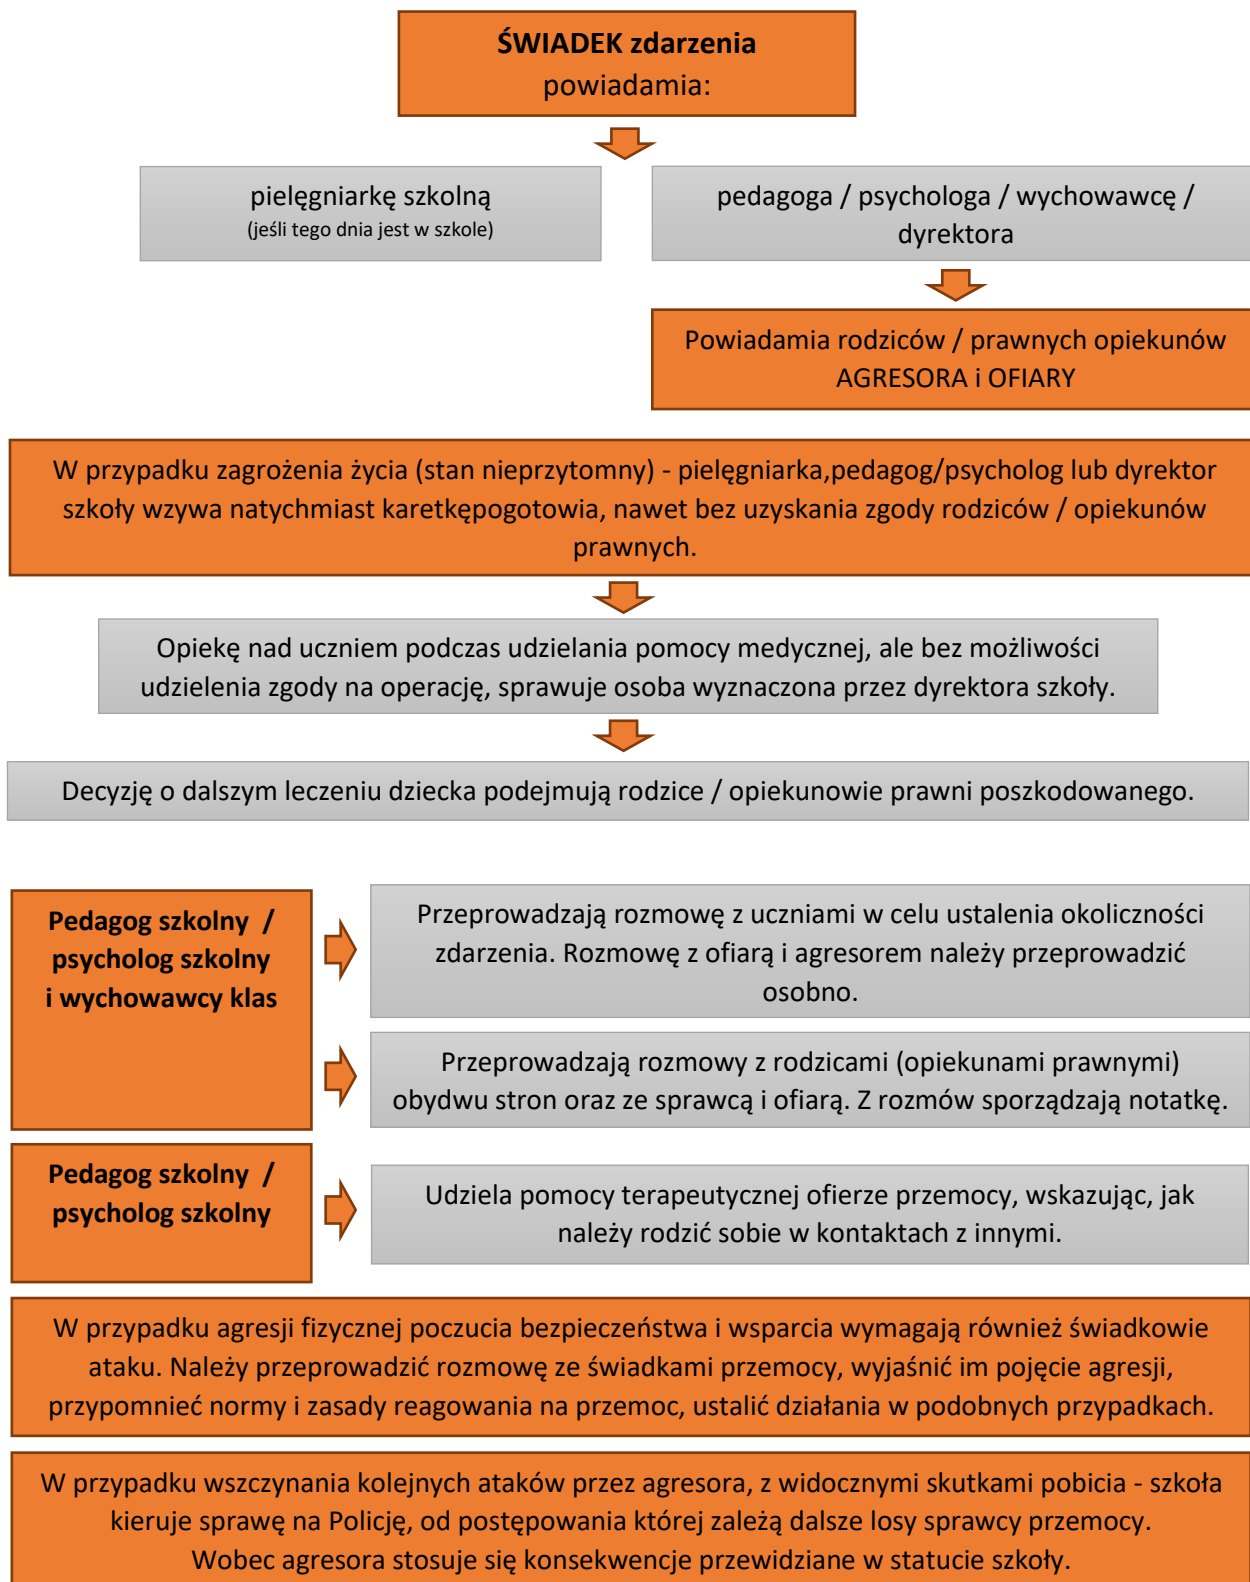 ŚWIADEK zdarzenia
powiadamia:
pielęgniarkę szkolną
(jeśli tego dnia jest w szkole)
pedagoga / psychologa / wychowawcę /
dyrektora
Powiadamia rodziców / prawnych opiekunów
AGRESORA i OFIARY
W przypadku zagrożenia życia (stan nieprzytomny) - pielęgniarka,pedagog/psycholog lub dyrektor
szkoły wzywa natychmiast karetkępogotowia, nawet bez uzyskania zgody rodziców / opiekunów
prawnych.
Opiekę nad uczniem podczas udzielania pomocy medycznej, ale bez możliwości
udzielenia zgody na operację, sprawuje osoba wyznaczona przez dyrektora szkoły.
Decyzję o dalszym leczeniu dziecka podejmują rodzice / opiekunowie prawni poszkodowanego.
Pedagog szkolny /
psycholog szkolny
i wychowawcy klas
Przeprowadzają rozmowę z uczniami w celu ustalenia okoliczności
zdarzenia. Rozmowę z ofiarą i agresorem należy przeprowadzić
osobno.
Przeprowadzają rozmowy z rodzicami (opiekunami prawnymi)
obydwu stron oraz ze sprawcą i ofiarą. Z rozmów sporządzają notatkę.
Pedagog szkolny /
psycholog szkolny
Udziela pomocy terapeutycznej ofierze przemocy, wskazując, jak
należy rodzić sobie w kontaktach z innymi.
W przypadku agresji fizycznej poczucia bezpieczeństwa i wsparcia wymagają również świadkowie
ataku. Należy przeprowadzić rozmowę ze świadkami przemocy, wyjaśnić im pojęcie agresji,
przypomnieć normy i zasady reagowania na przemoc, ustalić działania w podobnych przypadkach.
W przypadku wszczynania kolejnych ataków przez agresora, z widocznymi skutkami pobicia - szkoła
kieruje sprawę na Policję, od postępowania której zależą dalsze losy sprawcy przemocy.
Wobec agresora stosuje się konsekwencje przewidziane w statucie szkoły.